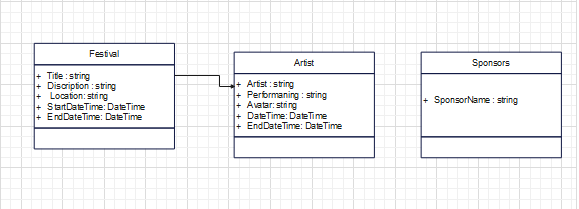 Festival
+ Title : string
+ Discription : string
+ Location: string
+ StartDateTime: DateTime
+ EndDateTime: DateTime
Artist
+ Artist : string
+ Performaning : string
+ Avatar: string
+ DateTime: DateTime
+ EndDateTime: DateTime
Sponsors
+ SponsorName : string